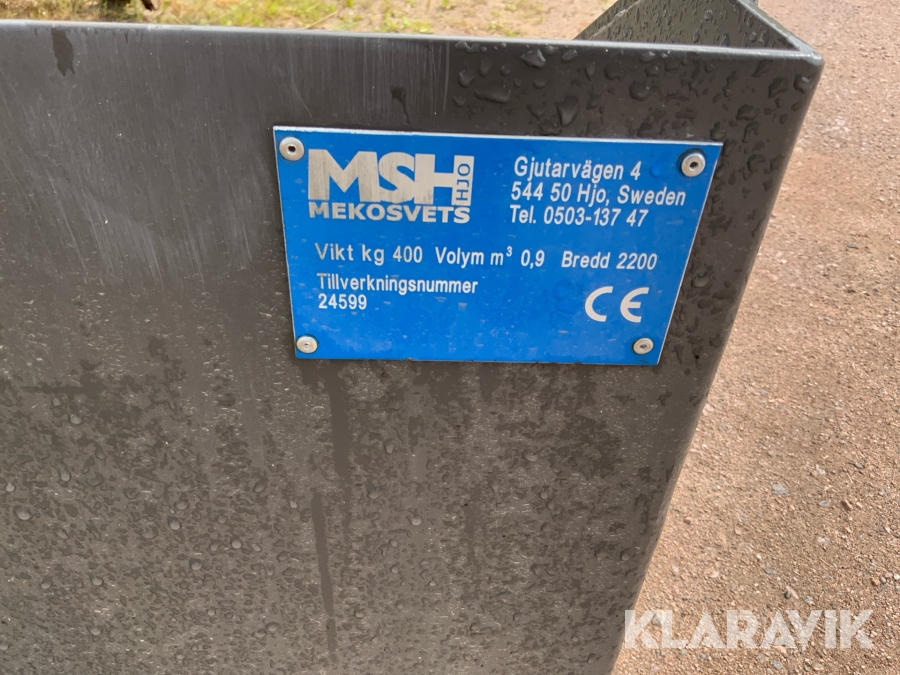 MSH HJO
MEKOSVETS
Gjutarvägen 4
544 50 Hjo, Sweden
Tel. 0503-137 47
Vikt kg 400 Volym m³ 0,9 Bredd 2200
Tillverkningsnummer
24599
CE
KLARAVIK